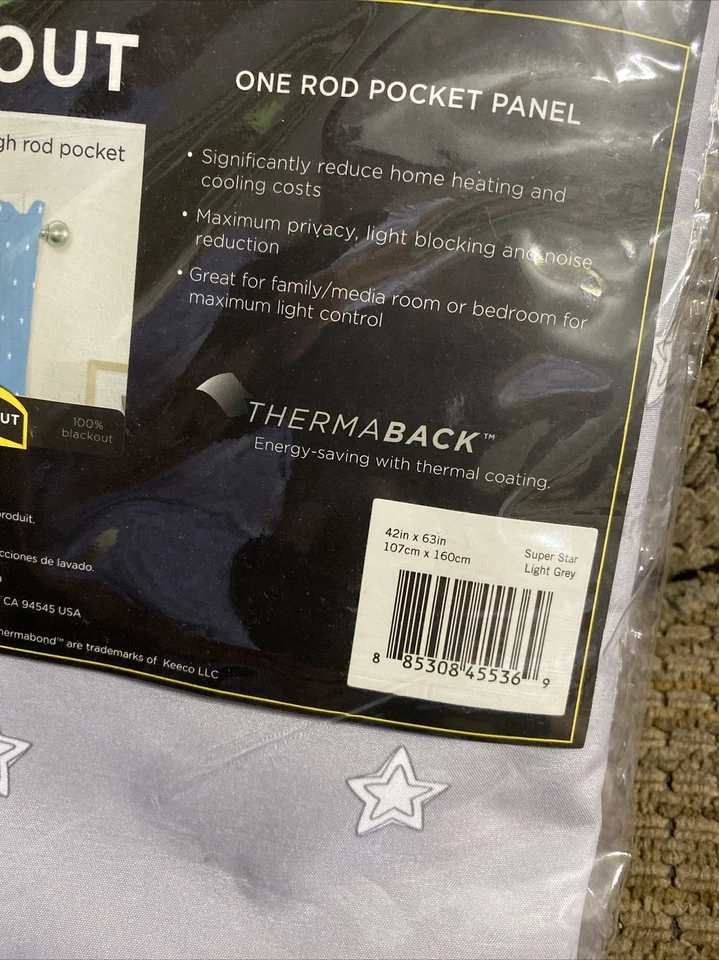 OUT
ONE ROD POCKET PANEL
gh rod pocket
• Significantly reduce home heating and
cooling costs
• Maximum privacy, light blocking and noise
reduction
• Great for family/media room or bedroom for
maximum light control
UT
100%
blackout
THERMABACK™
Energy-saving with thermal coating.
roduit.
cciones de lavado.
CA 94545 USA
hermabond™ are trademarks of Keeco LLC
42in x 63in
107cm x 160cm
Super Star
Light Grey
8 85308 45536 9